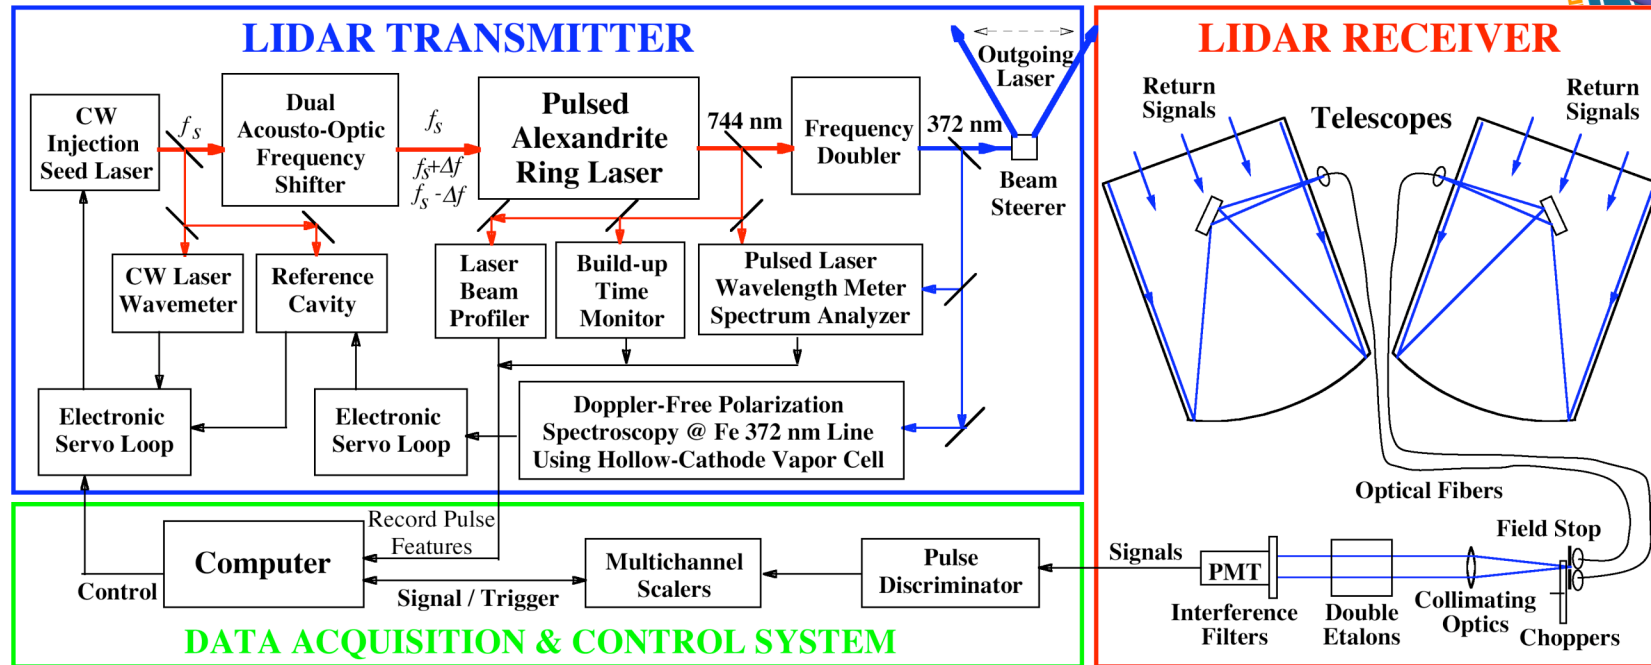 LIDAR TRANSMITTER
CW
Injection
Seed Laser
f s
Dual
Acousto-Optic
Frequency
Shifter
f s
f s+Δf
f s -Δf
Pulsed
Alexandrite
Ring Laser
744 nm
Frequency
Doubler
372 nm
Outgoing
Laser
Beam
Steerer
CW Laser
Wavemeter
Reference
Cavity
Laser
Beam
Profiler
Build-up
Time
Monitor
Pulsed Laser
Wavelength Meter
Spectrum Analyzer
Electronic
Servo Loop
Electronic
Servo Loop
Doppler-Free Polarization
Spectroscopy @ Fe 372 nm Line
Using Hollow-Cathode Vapor Cell
LIDAR RECEIVER
Return
Signals
Telescopes
Return
Signals
Optical Fibers
Field Stop
Signals
PMT
Interference
Filters
Double
Etalons
Collimating
Optics
Choppers
Control
Computer
Record Pulse
Features
Signal / Trigger
Multichannel
Scalers
Pulse
Discriminator
DATA ACQUISITION & CONTROL SYSTEM